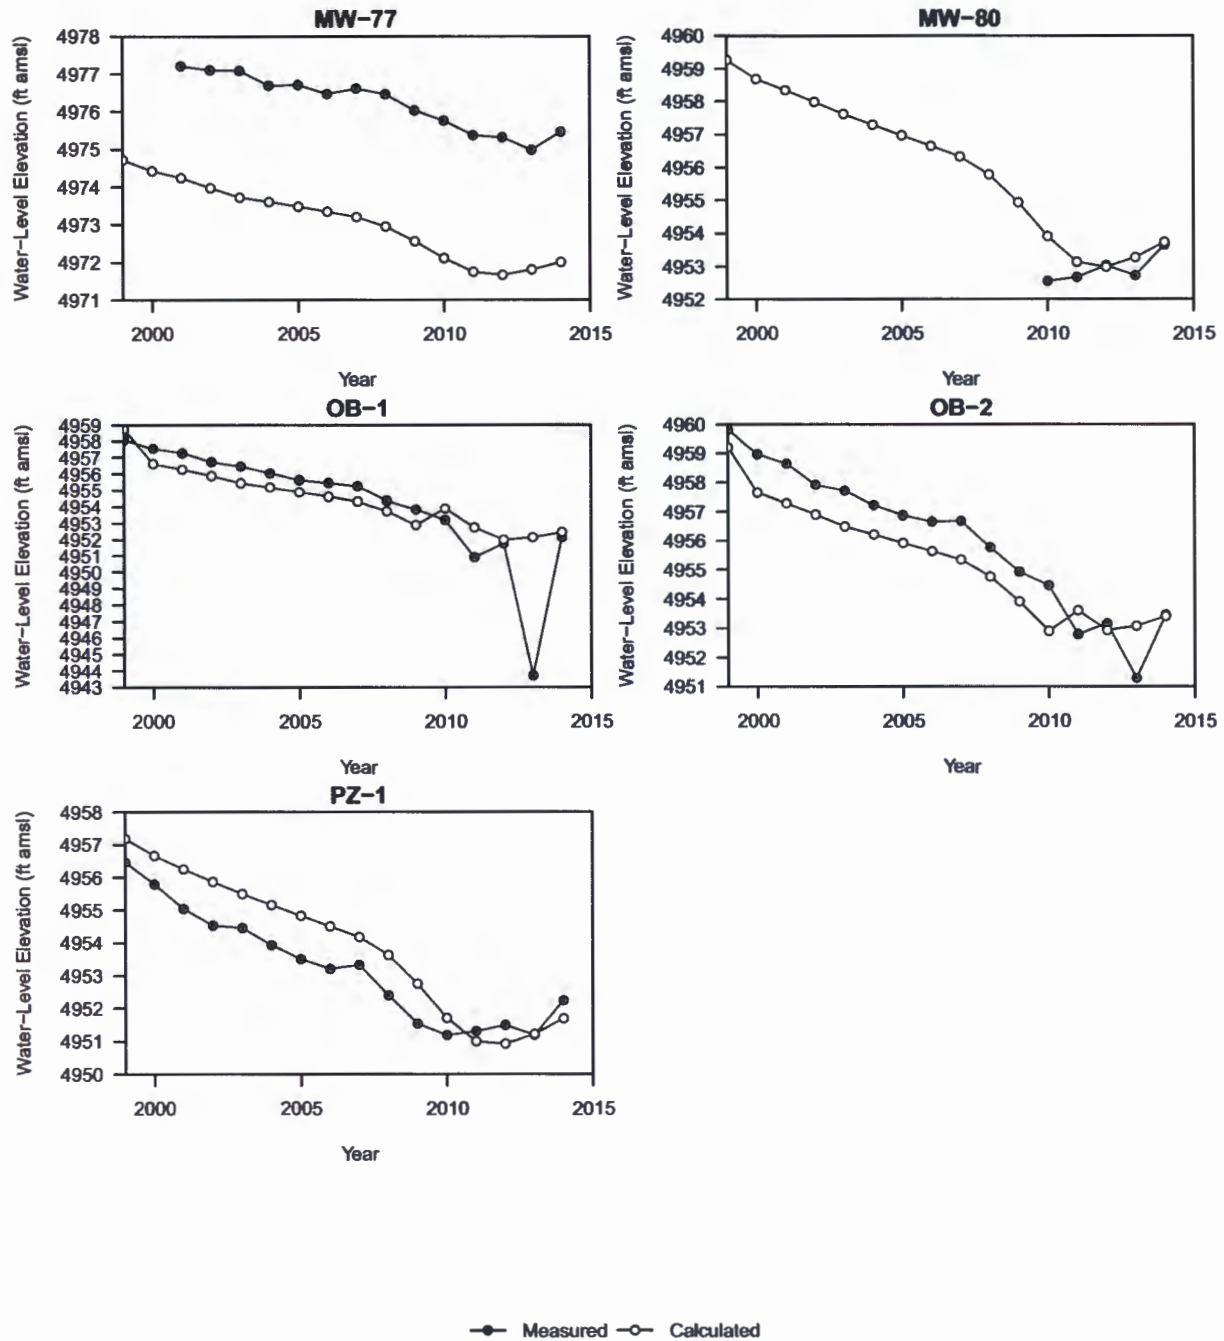 MW-77
4978
4977
4976
4975
4974
4973
4972
4971
Water-Level Elevation (ft amsl)
2000 2005 2010 2015
Year
MW-80
4960
4959
4958
4957
4956
4955
4954
4953
4952
Water-Level Elevation (ft amsl)
2000 2005 2010 2015
Year
OB-1
4959
4958
4957
4956
4955
4954
4953
4952
4951
4950
4949
4948
4947
4946
4945
4944
4943
Water-Level Elevation (ft amsl)
2000 2005 2010 2015
Year
OB-2
4960
4959
4958
4957
4956
4955
4954
4953
4952
4951
Water-Level Elevation (ft amsl)
2000 2005 2010 2015
Year
PZ-1
4958
4957
4956
4955
4954
4953
4952
4951
4950
Water-Level Elevation (ft amsl)
2000 2005 2010 2015
Year
Measured Calculated